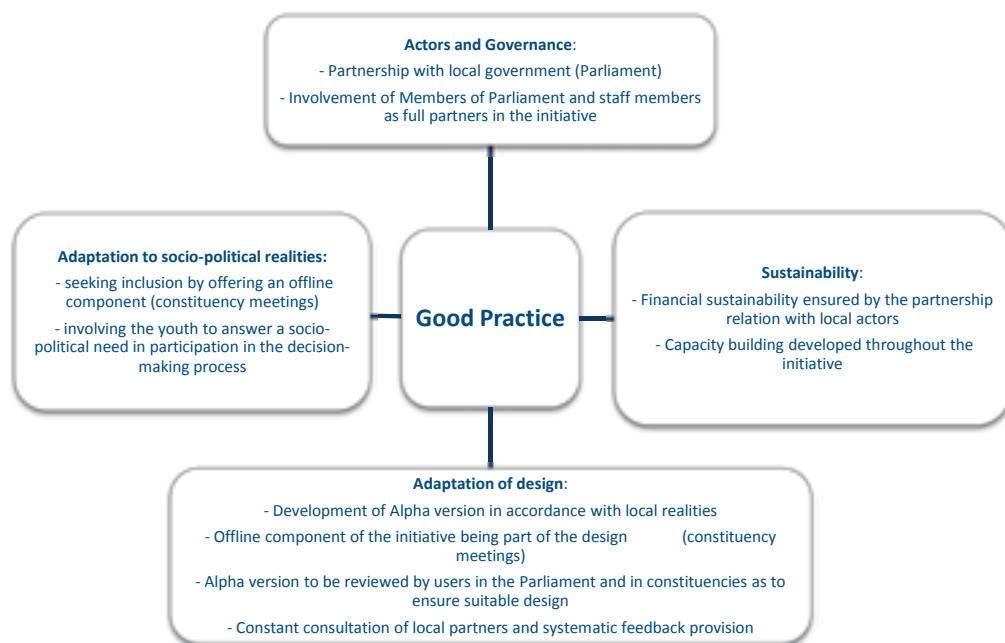 Actors and Governance:
- Partnership with local government (Parliament)
- Involvement of Members of Parliament and staff members
as full partners in the initiative
Adaptation to socio-political realities:
- seeking inclusion by offering an offline
component (constituency meetings)
- involving the youth to answer a socio-
political need in participation in the decision-
making process
Good Practice
Sustainability:
- Financial sustainability ensured by the partnership
relation with local actors
- Capacity building developed throughout the
initiative
Adaptation of design:
- Development of Alpha version in accordance with local realities
- Offline component of the initiative being part of the design (constituency
meetings)
- Alpha version to be reviewed by users in the Parliament and in constituencies as to
ensure suitable design
- Constant consultation of local partners and systematic feedback provision